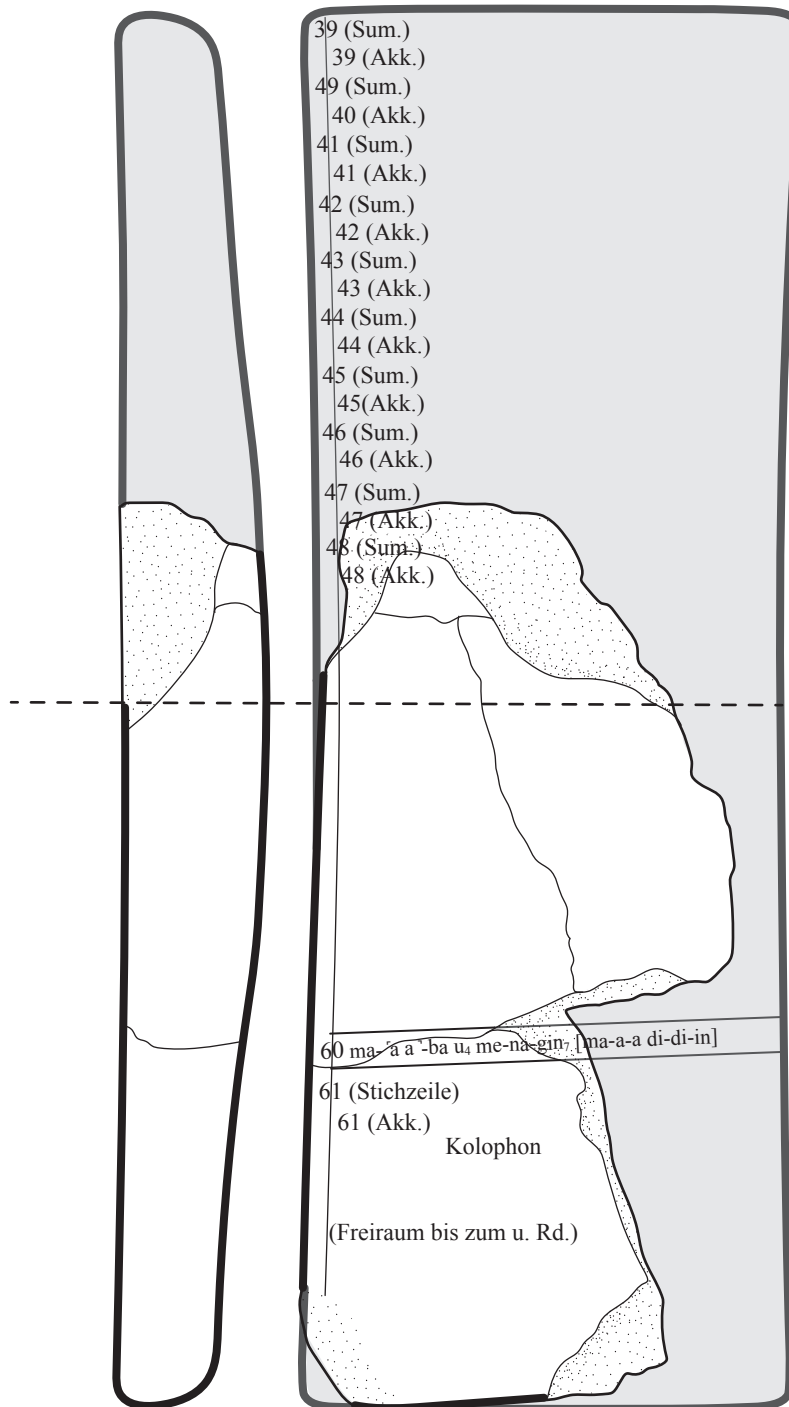 39 (Sum.)
39 (Akk.)
49 (Sum.)
40 (Akk.)
41 (Sum.)
41 (Akk.)
42 (Sum.)
42 (Akk.)
43 (Sum.)
43 (Akk.)
44 (Sum.)
44 (Akk.)
45 (Sum.)
45(Akk.)
46 (Sum.)
46 (Akk.)
47 (Sum.)
47 (Akk.)
48 (Sum.)
48 (Akk.)
60 ma-⸢a a⸣-ba u₄ me-na-gin₇ [ma-a-a di-di-in]
61 (Stichzeile)
61 (Akk.)
Kolophon
(Freiraum bis zum u. Rd.)